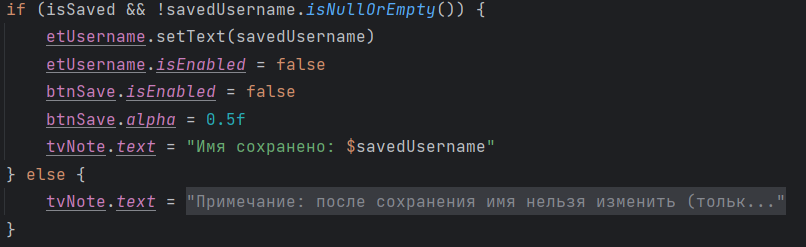 if (isSaved && !savedUsername.isNullOrEmpty()) {
    etUsername.setText(savedUsername)
    etUsername.isEnabled = false
    btnSave.isEnabled = false
    btnSave.alpha = 0.5f
    tvNote.text = "Имя сохранено: $savedUsername"
} else {
    tvNote.text = "Примечание: после сохранения имя нельзя изменить (тольк..."
}